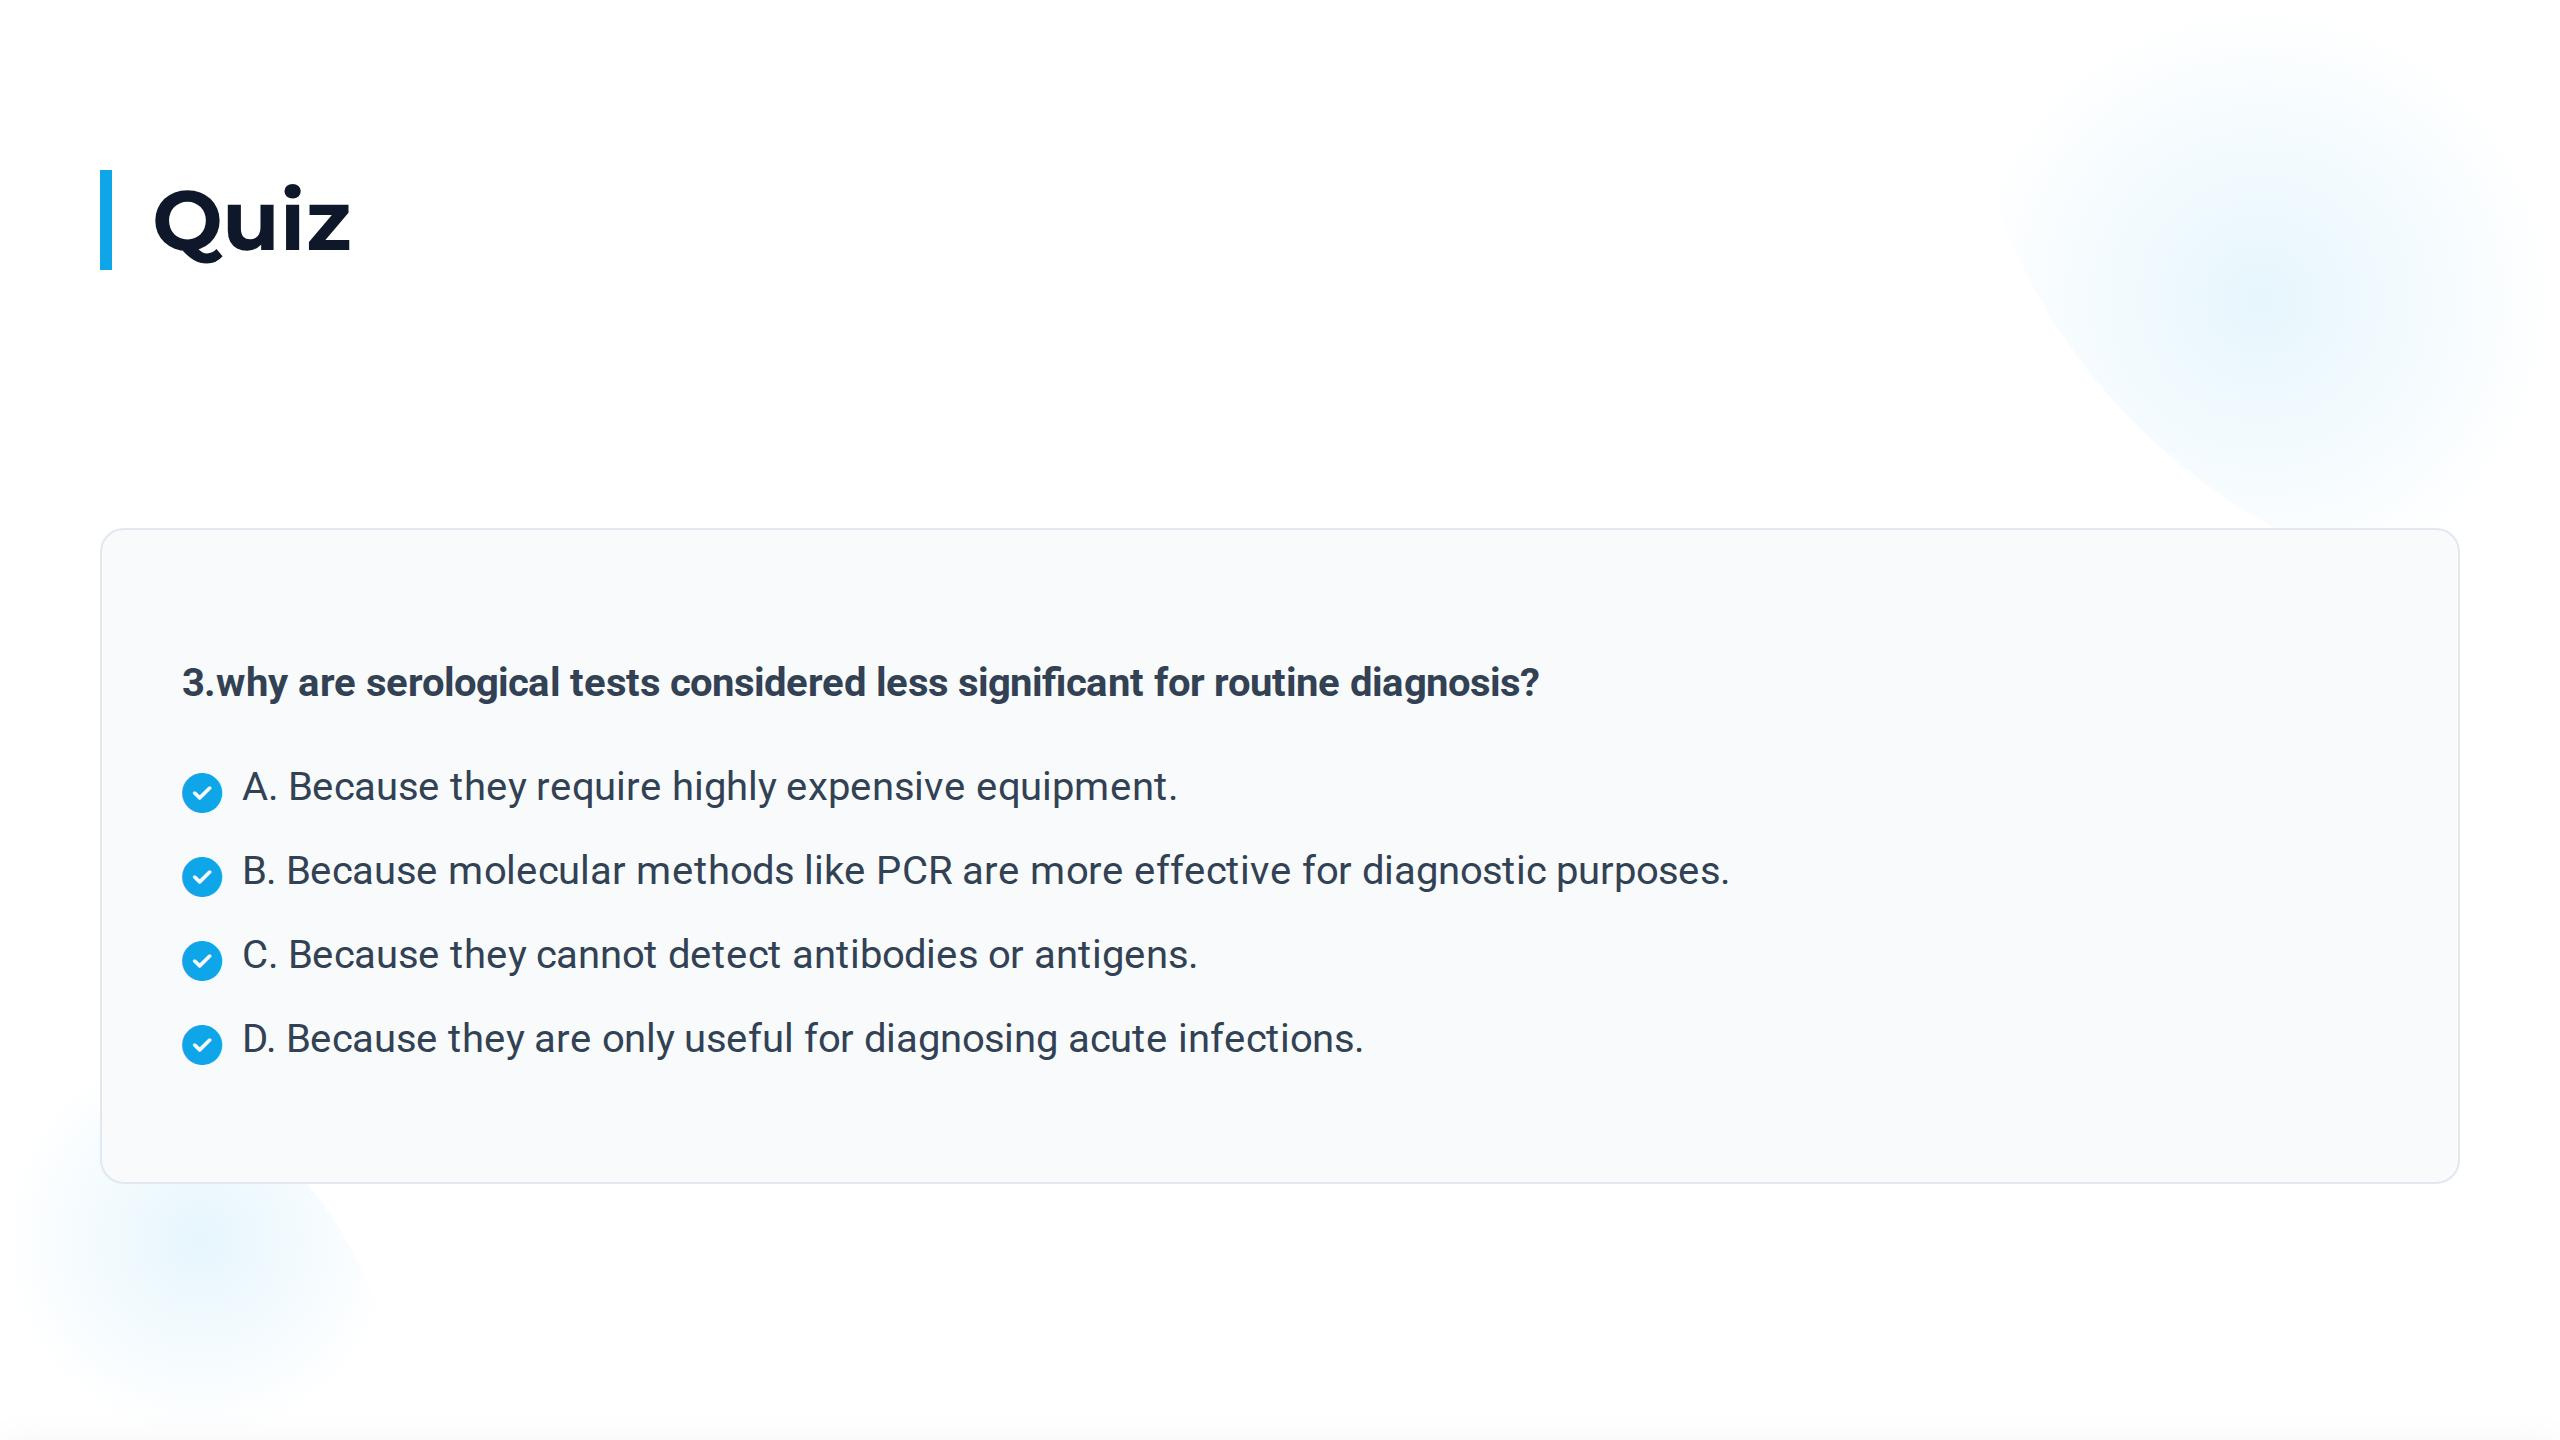 Quiz
3.why are serological tests considered less significant for routine diagnosis?
A. Because they require highly expensive equipment.
B. Because molecular methods like PCR are more effective for diagnostic purposes.
C. Because they cannot detect antibodies or antigens.
D. Because they are only useful for diagnosing acute infections.